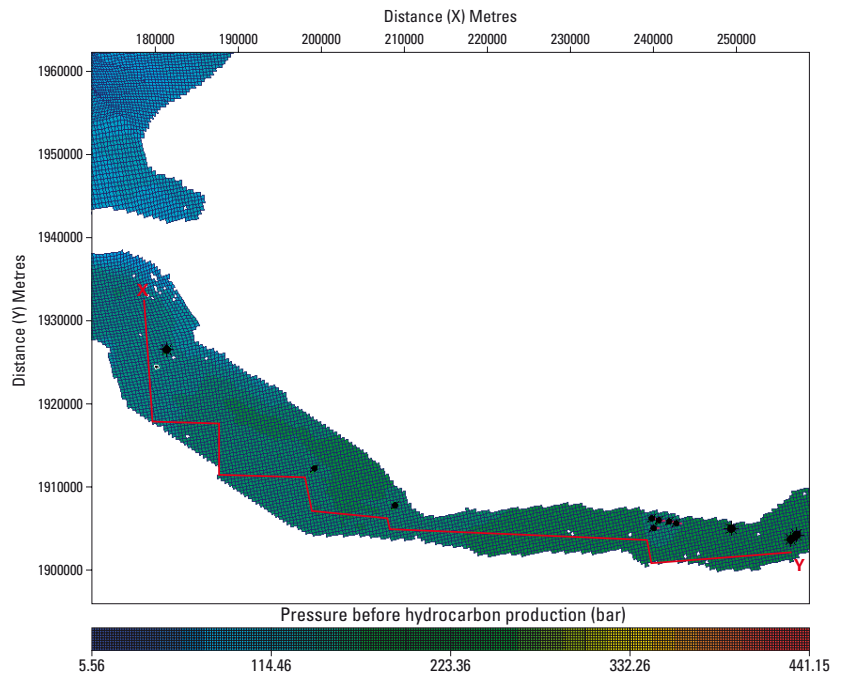 Distance (X) Metres
180000 190000 200000 210000 220000 230000 240000 250000
Distance (Y) Metres
1960000
1950000
1940000
1930000
1920000
1910000
1900000
X
Y
Pressure before hydrocarbon production (bar)
5.56 114.46 223.36 332.26 441.15